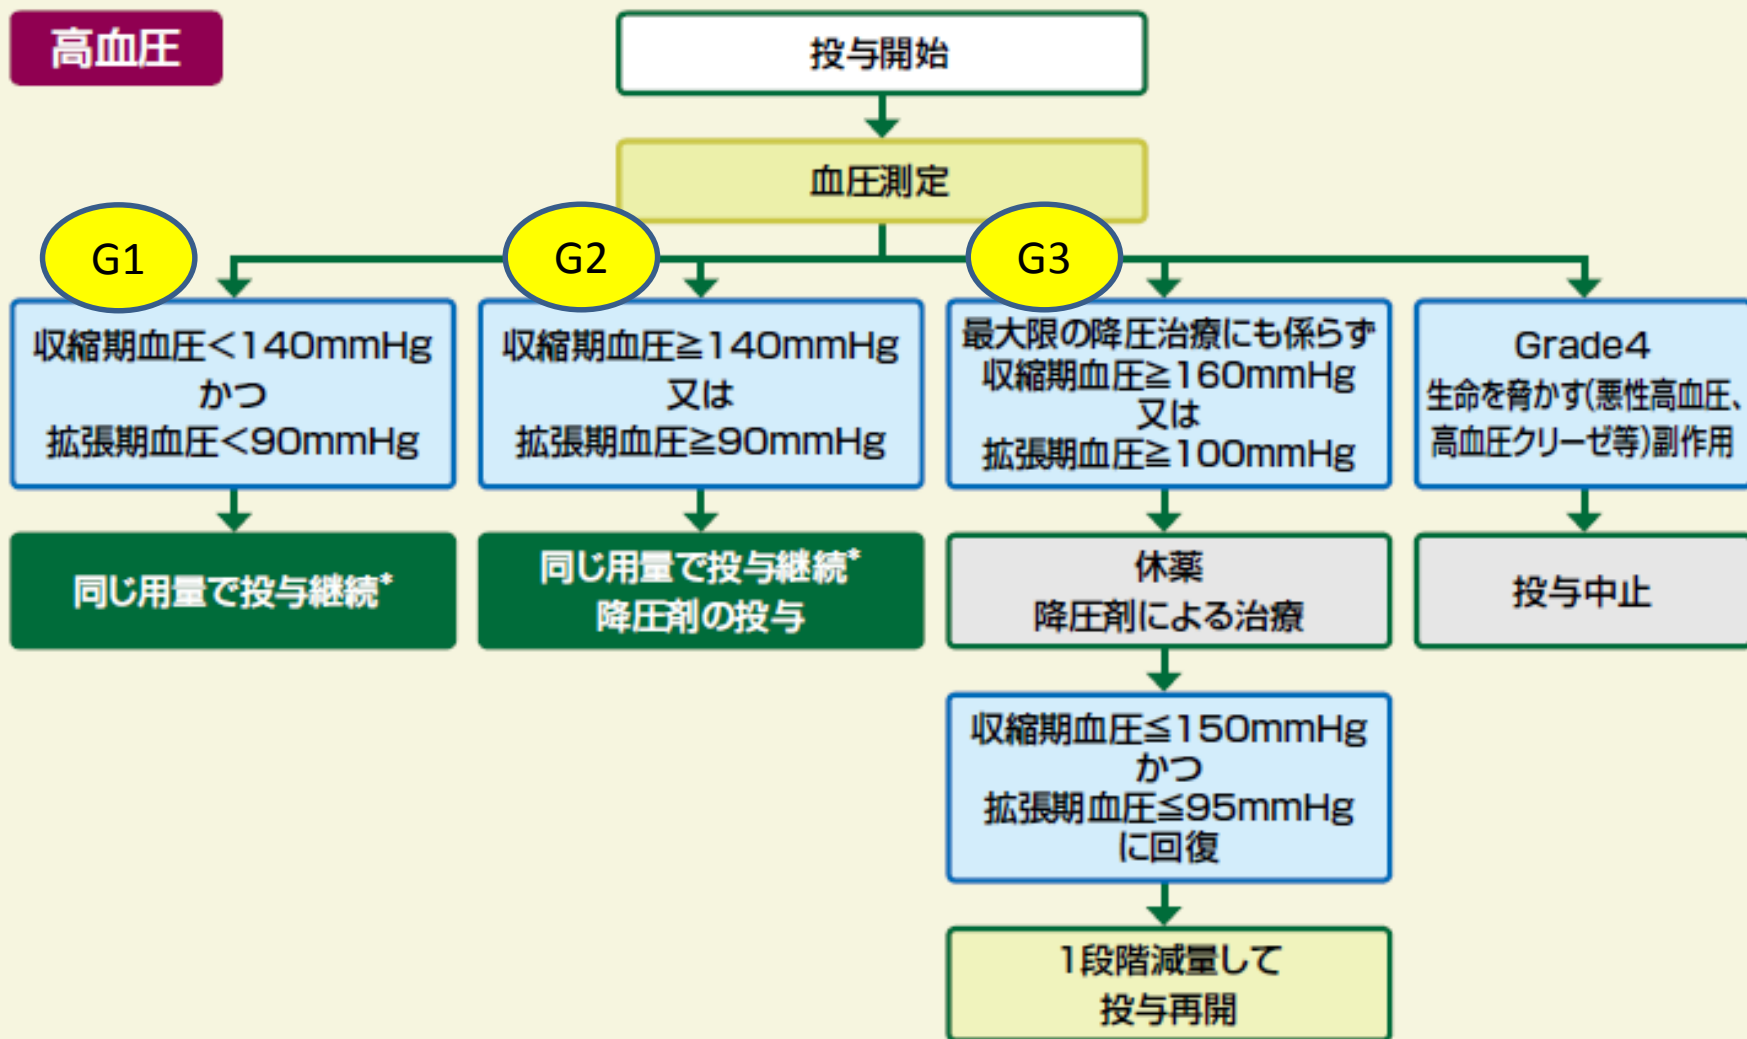 高血圧
投与開始
血圧測定
G1
G2
G3
収縮期血圧<140mmHg
かつ
拡張期血圧<90mmHg
収縮期血圧≧140mmHg
又は
拡張期血圧≧90mmHg
最大限の降圧治療にも係らず
収縮期血圧≧160mmHg
又は
拡張期血圧≧100mmHg
Grade4
生命を脅かす(悪性高血圧、
高血圧クリーゼ等)副作用
同じ用量で投与継続*
同じ用量で投与継続*
降圧剤の投与
休薬
降圧剤による治療
投与中止
収縮期血圧≦150mmHg
かつ
拡張期血圧≦95mmHg
に回復
1段階減量して
投与再開